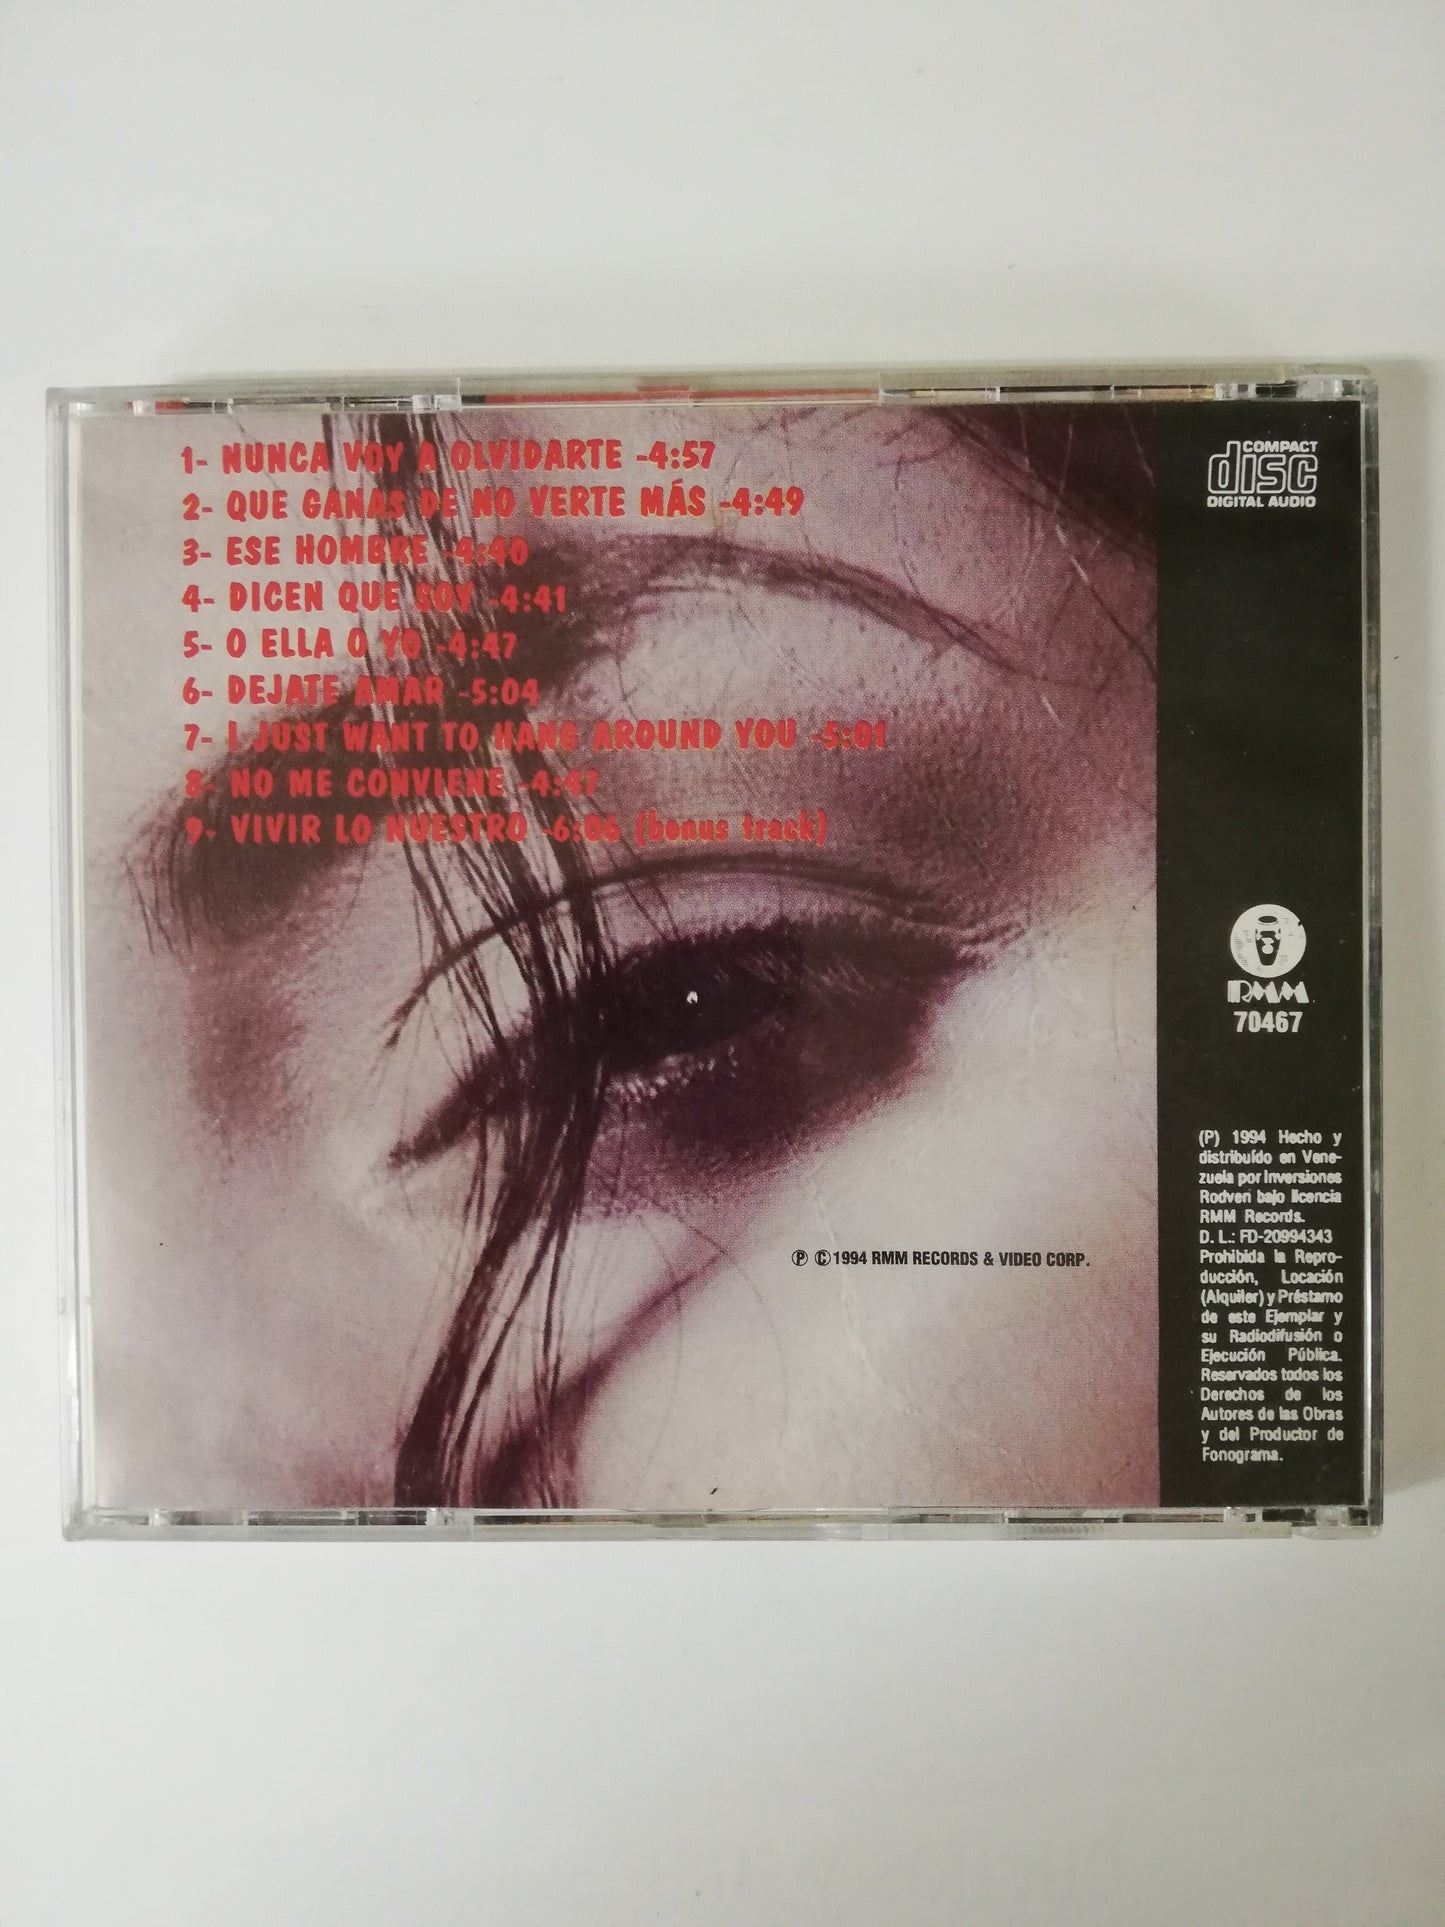 1- NUNCA VOY A OLVIDARTE -4:57
2- QUE GANAS DE NO VERTE MÁS -4:49
3- ESE HOMBRE -4:40
4- DICEN QUE SOY -4:41
5- O ELLA O YO -4:47
6- DEJATE AMAR -5:04
7- I JUST WANT TO HANG AROUND YOU -5:01
8- NO ME CONVIENE -4:47
9- VIVIR LO NUESTRO -6:06 (bonus track)
COMPACT
disc
DIGITAL AUDIO
RMM
70467
(P) 1994 Hecho y
distribuído en Vene-
zuela por Inversiones
Rodven bajo licencia
RMM Records.
D. L.: FD-20994343
Prohibida la Repro-
ducción, Locación
(Alquiler) y Préstamo
de este Ejemplar y
su Radiodifusión o
Ejecución Pública.
Reservados todos los
Derechos de los
Autores de las Obras
y del Productor de
Fonograma.
Ⓟ Ⓒ 1994 RMM RECORDS & VIDEO CORP.